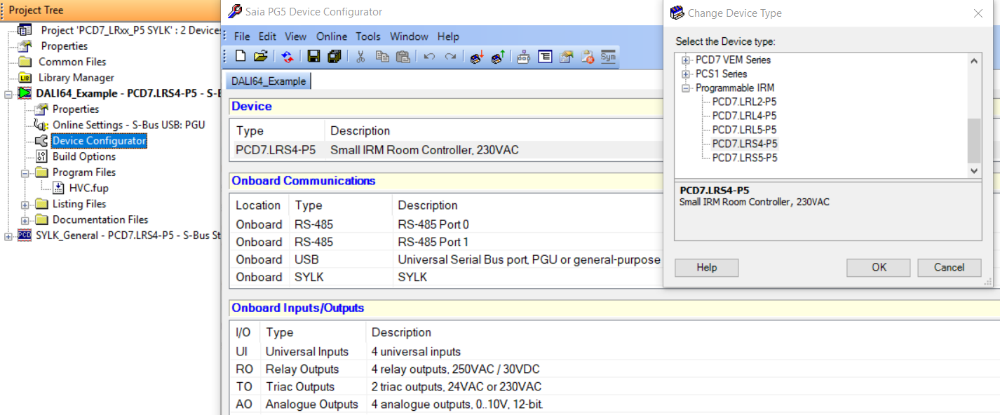 Project Tree
Project 'PCD7_LRxx_P5 SYLK' : 2 Devices
Properties
Common Files
Library Manager
DALI64_Example - PCD7.LRS4-P5 - S-B
Properties
Online Settings - S-Bus USB: PGU
Device Configurator
Build Options
Program Files
HVC.fup
Listing Files
Documentation Files
SYLK_General - PCD7.LRS4-P5 - S-Bus St
Saia PG5 Device Configurator
File Edit View Online Tools Window Help
Sym
DALI64_Example
Device
Type Description
PCD7.LRS4-P5 Small IRM Room Controller, 230VAC
Onboard Communications
Location Type Description
Onboard RS-485 RS-485 Port 0
Onboard RS-485 RS-485 Port 1
Onboard USB Universal Serial Bus port, PGU or general-purpose
Onboard SYLK SYLK
Onboard Inputs/Outputs
I/O Type Description
UI Universal Inputs 4 universal inputs
RO Relay Outputs 4 relay outputs, 250VAC / 30VDC
TO Triac Outputs 2 triac outputs, 24VAC or 230VAC
AO Analogue Outputs 4 analogue outputs, 0..10V, 12-bit.
Change Device Type
Select the Device type:
PCD7 VEM Series
PCS1 Series
Programmable IRM
PCD7.LRL2-P5
PCD7.LRL4-P5
PCD7.LRL5-P5
PCD7.LRS4-P5
PCD7.LRS5-P5
PCD7.LRS4-P5
Small IRM Room Controller, 230VAC
Help OK Cancel